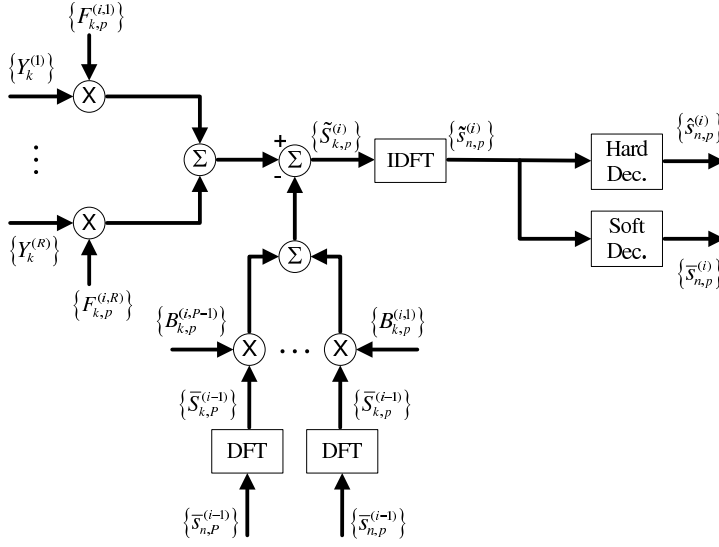 {F_{k,p}^{(i,1)}}
{Y_k^{(1)}}
X
Σ
+
-
Σ
{S̃_{k,p}^{(i)}}
IDFT
{s̃_{n,p}^{(i)}}
Hard Dec.
{ŝ_{n,p}^{(i)}}
⋮
X
{Y_k^{(R)}}
{F_{k,p}^{(i,R)}}
Soft Dec.
{s̄_{n,p}^{(i)}}
Σ
{B_{k,p}^{(i,P−1)}}
X
...
X
{B_{k,p}^{(i,1)}}
{S̄_{k,P}^{(i−1)}}
{S̄_{k,p}^{(i−1)}}
DFT
DFT
{s̄_{n,P}^{(i−1)}}
{s̄_{n,p}^{(i−1)}}